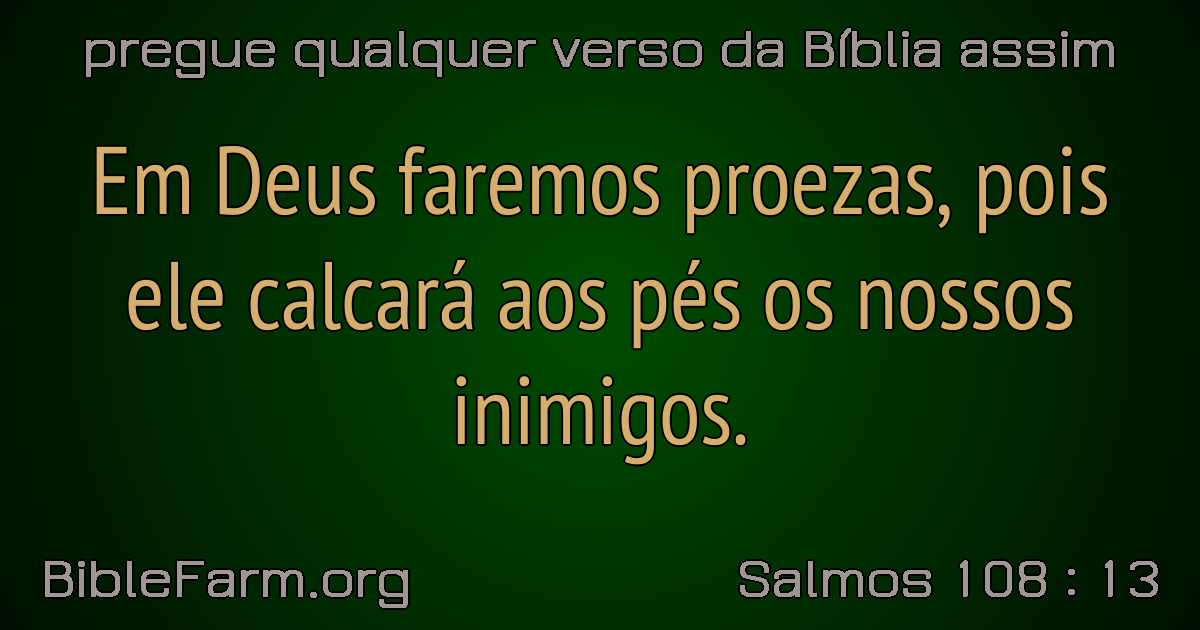 pregue qualquer verso da Bíblia assim
Em Deus faremos proezas, pois
ele calcará aos pés os nossos
inimigos.
BibleFarm.org
Salmos 108 : 13